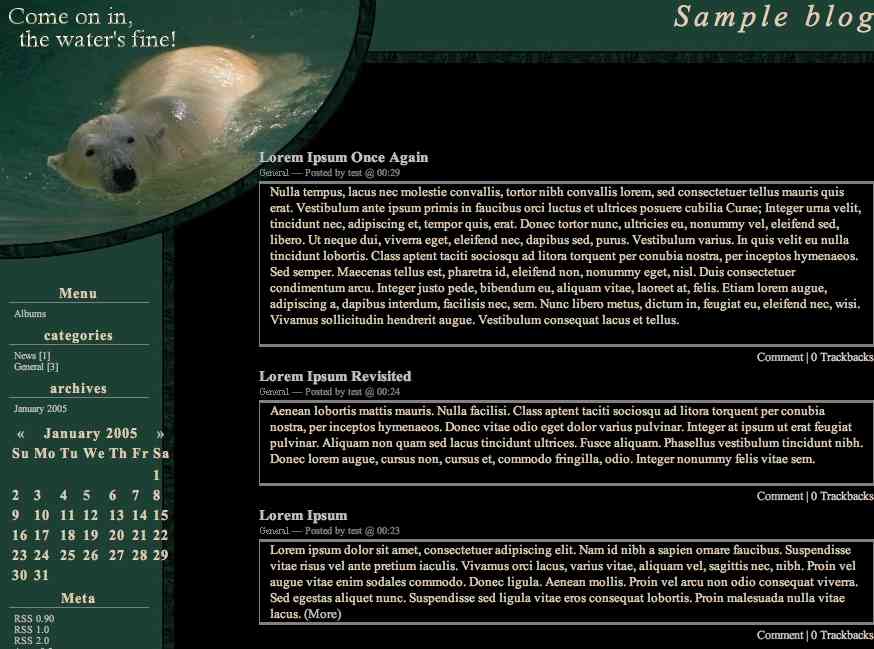 Come on in,
the water's fine!
Sample blog
Lorem Ipsum Once Again
General — Posted by test @ 00:29
Nulla tempus, lacus nec molestie convallis, tortor nibh convallis lorem, sed consectetuer tellus mauris quis
erat. Vestibulum ante ipsum primis in faucibus orci luctus et ultrices posuere cubilia Curae; Integer urna velit,
tincidunt nec, adipiscing et, tempor quis, erat. Donec tortor nunc, ultricies eu, nonummy vel, eleifend sed,
libero. Ut neque dui, viverra eget, eleifend nec, dapibus sed, purus. Vestibulum varius. In quis velit eu nulla
tincidunt lobortis. Class aptent taciti sociosqu ad litora torquent per conubia nostra, per inceptos hymenaeos.
Sed semper. Maecenas tellus est, pharetra id, eleifend non, nonummy eget, nisl. Duis consectetuer
condimentum arcu. Integer justo pede, bibendum eu, aliquam vitae, laoreet at, felis. Etiam lorem augue,
adipiscing a, dapibus interdum, facilisis nec, sem. Nunc libero metus, dictum in, feugiat eu, eleifend nec, wisi.
Vivamus sollicitudin hendrerit augue. Vestibulum consequat lacus et tellus.
Comment | 0 Trackbacks
Lorem Ipsum Revisited
General — Posted by test @ 00:24
Aenean lobortis mattis mauris. Nulla facilisi. Class aptent taciti sociosqu ad litora torquent per conubia
nostra, per inceptos hymenaeos. Donec vitae odio eget dolor varius pulvinar. Integer at ipsum ut erat feugiat
pulvinar. Aliquam non quam sed lacus tincidunt ultrices. Fusce aliquam. Phasellus vestibulum tincidunt nibh.
Donec lorem augue, cursus non, cursus et, commodo fringilla, odio. Integer nonummy felis vitae sem.
Comment | 0 Trackbacks
Lorem Ipsum
General — Posted by test @ 00:23
Lorem ipsum dolor sit amet, consectetuer adipiscing elit. Nam id nibh a sapien ornare faucibus. Suspendisse
vitae risus vel ante pretium iaculis. Vivamus orci lacus, varius vitae, aliquam vel, sagittis nec, nibh. Proin vel
augue vitae enim sodales commodo. Donec ligula. Aenean mollis. Proin vel arcu non odio consequat viverra.
Sed egestas aliquet nunc. Suspendisse sed ligula vitae eros consequat lobortis. Proin malesuada nulla vitae
lacus. (More)
Comment | 0 Trackbacks
Menu
Albums
categories
News [1]
General [3]
archives
January 2005
« January 2005 »
Su Mo Tu We Th Fr Sa
1
2 3 4 5 6 7 8
9 10 11 12 13 14 15
16 17 18 19 20 21 22
23 24 25 26 27 28 29
30 31
Meta
RSS 0.90
RSS 1.0
RSS 2.0